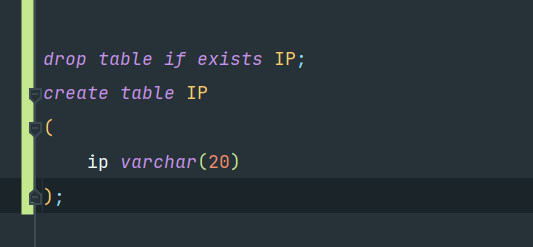 drop table if exists IP;
create table IP
(
    ip varchar(20)
);